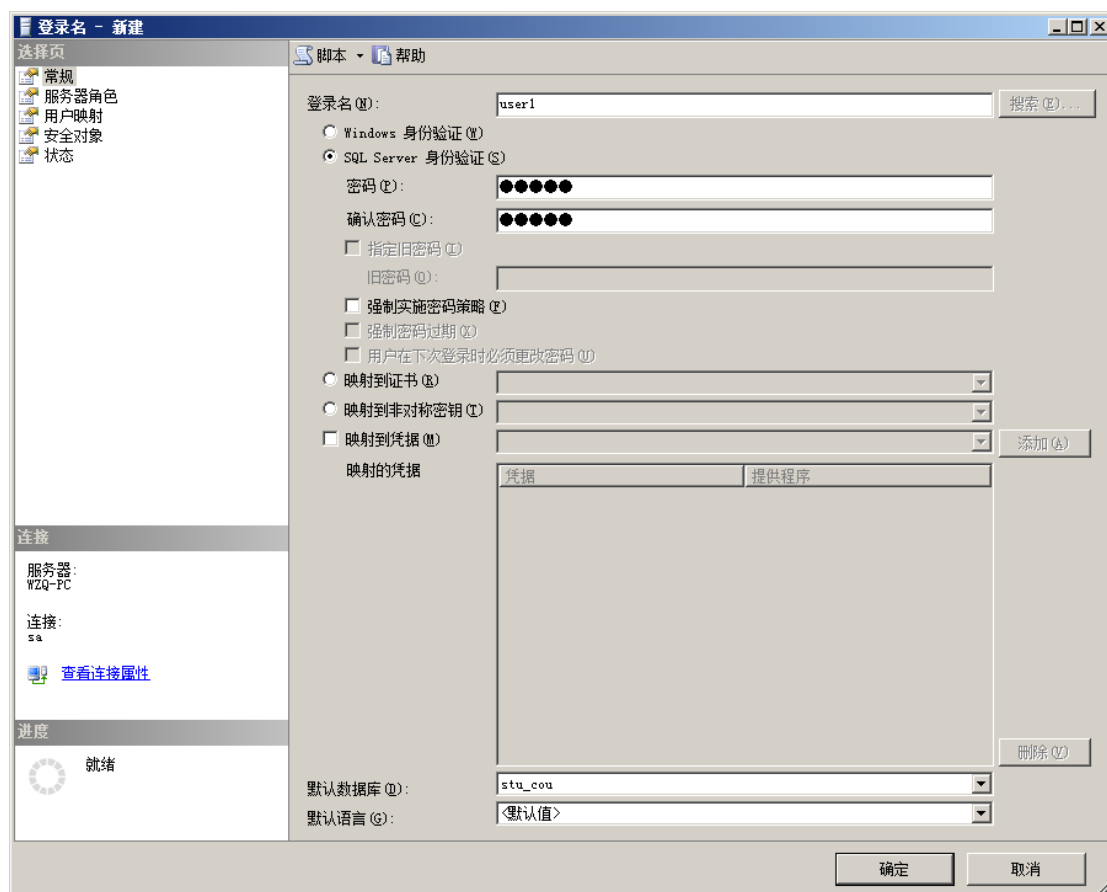 登录名 - 新建
选择页
常规
服务器角色
用户映射
安全对象
状态
脚本 帮助
登录名(N): user1 搜索(E)...
Windows 身份验证(W)
SQL Server 身份验证(S)
密码(P): ●●●●●
确认密码(C): ●●●●●
指定旧密码(I)
旧密码(O):
强制实施密码策略(F)
强制密码过期(X)
用户在下次登录时必须更改密码(U)
映射到证书(R)
映射到非对称密钥(T)
映射到凭据(M) 添加(A)
映射的凭据 凭据 提供程序
删除(V)
默认数据库(D): stu_cou
默认语言(G): <默认值>
连接
服务器:
WZQ-PC
连接:
sa
查看连接属性
进度
就绪
确定 取消